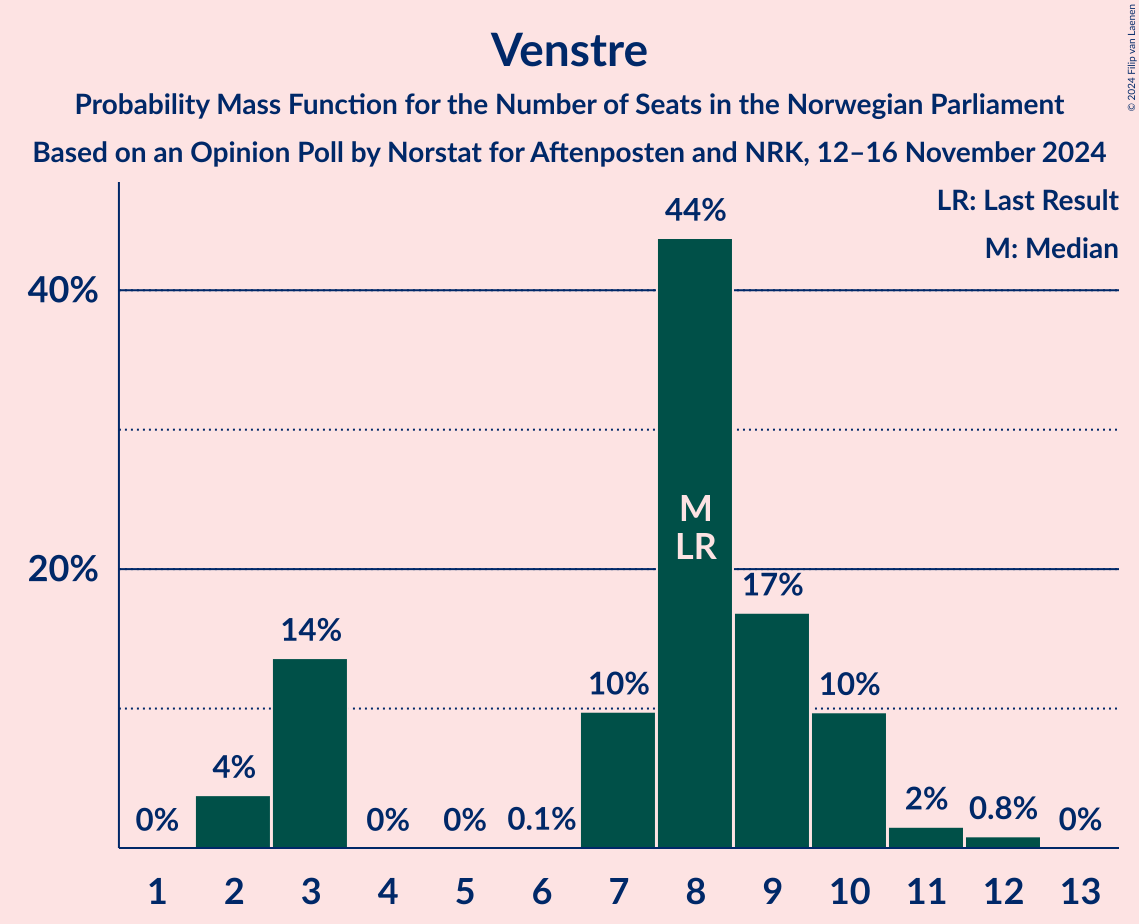 Venstre
Probability Mass Function for the Number of Seats in the Norwegian Parliament
Based on an Opinion Poll by Norstat for Aftenposten and NRK, 12–16 November 2024
© 2024 Filip van Laenen
LR: Last Result
M: Median
40%
20%
0%
4%
14%
0%
0%
0.1%
10%
44%
M
LR
17%
10%
2%
0.8%
0%
1 2 3 4 5 6 7 8 9 10 11 12 13